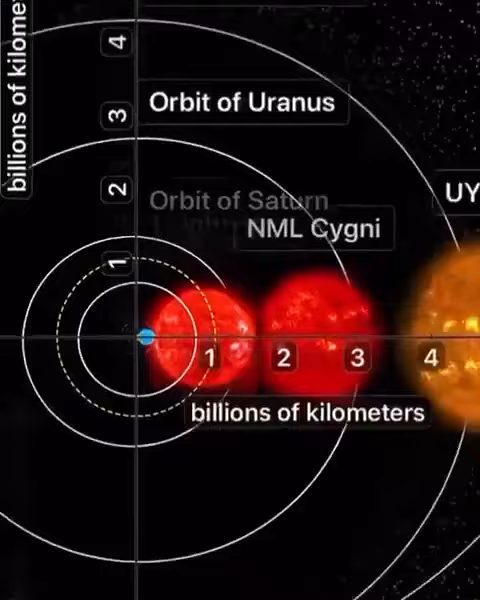 billions of kilome
4
3
2
1
Orbit of Uranus
Orbit of Saturn
UY
NML Cygni
1
2
3
4
billions of kilometers